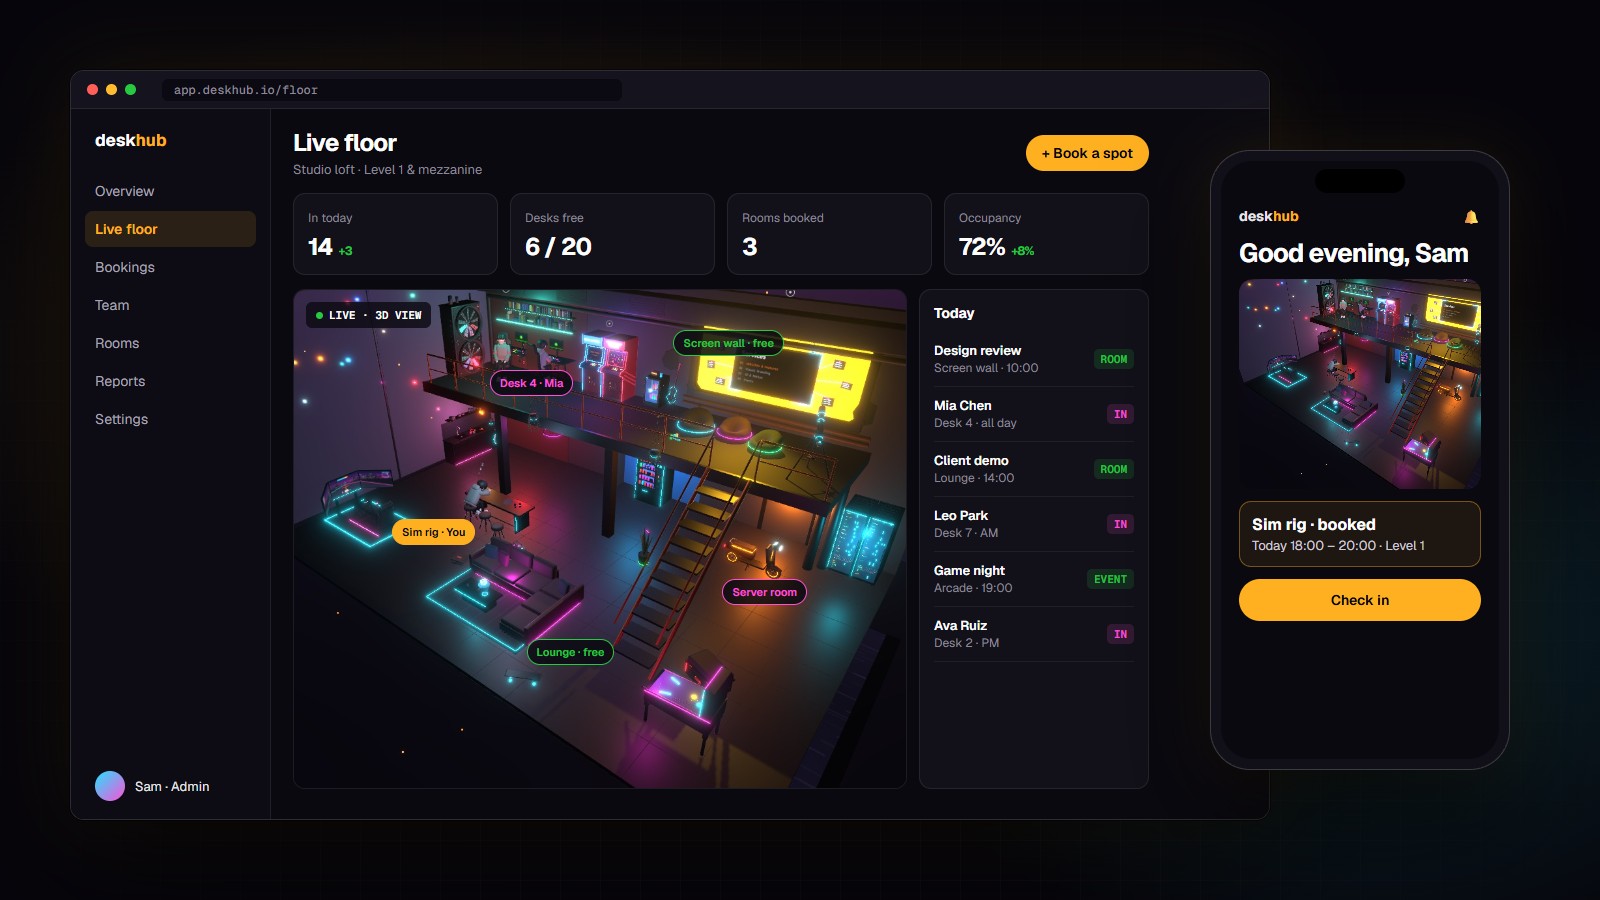 app.deskhub.io/floor
deskhub
Overview
Live floor
Bookings
Team
Rooms
Reports
Settings
Sam · Admin
Live floor
Studio loft · Level 1 & mezzanine
+ Book a spot
In today
14 +3
Desks free
6 / 20
Rooms booked
3
Occupancy
72% +8%
LIVE · 3D VIEW
Screen wall · free
Desk 4 · Mia
Sim rig · You
Server room
Lounge · free
Today
Design review
Screen wall · 10:00
ROOM
Mia Chen
Desk 4 · all day
IN
Client demo
Lounge · 14:00
ROOM
Leo Park
Desk 7 · AM
IN
Game night
Arcade · 19:00
EVENT
Ava Ruiz
Desk 2 · PM
IN
deskhub
Good evening, Sam
Sim rig · booked
Today 18:00 – 20:00 · Level 1
Check in